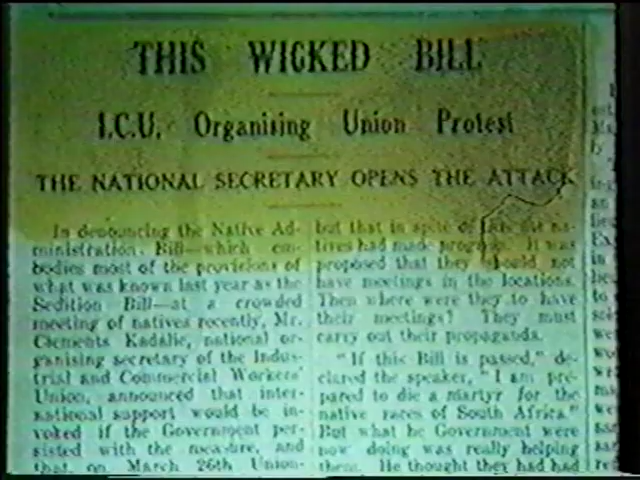 THIS WICKED BILL
I.C.U. Organising Union Protest
THE NATIONAL SECRETARY OPENS THE ATTACK
In denouncing the Native Ad-
ministration Bill—which em-
bodies most of the provisions of
what was known last year as the
Sedition Bill—at a crowded
meeting of natives recently, Mr.
Clements Kadalie, national or-
ganising secretary of the Indus-
trial and Commercial Workers'
Union, announced that inter-
national support would be in-
voked if the Government per-
sisted with the measure, and
that, on March 26th Union-
but that in spite of this the na-
tives had made progress. It was
proposed that they should not
have meetings in the locations.
Then where were they to have
their meetings? They must
carry out their propaganda.
"If this Bill is passed," de-
clared the speaker, "I am pre-
pared to die a martyr for the
native races of South Africa."
But what he Government were
now doing was really helping
them. He thought they had had